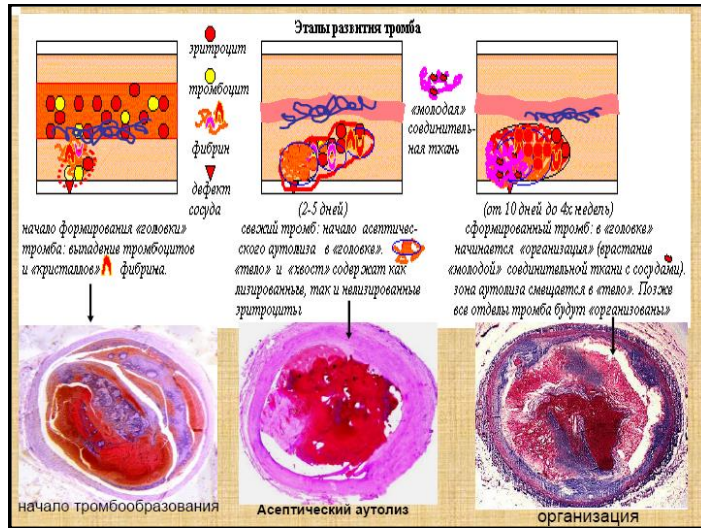 Этапы развития тромба
эритроцит
тромбоцит
фибрин
дефект
сосуда
«молодая»
соединитель-
ная ткань
начало формирования «головки»
тромба: выпадение тромбоцитов
и «кристаллов» фибрина.
(2-5 дней)
свежий тромб: начало асептичес-
ского аутолиза в «головке».
«тело» и «хвост» содержат как
лизированные, так и нелизированные
эритроциты
(от 10 дней до 4х недель)
сформированный тромб: в «головке»
начинается «организация» (врастание
«молодой» соединительной ткани с сосудами).
зона аутолиза смещается в «тело». Позже
все отделы тромба будут «организованы»
начало тромбообразования
Асептический аутолиз
организация